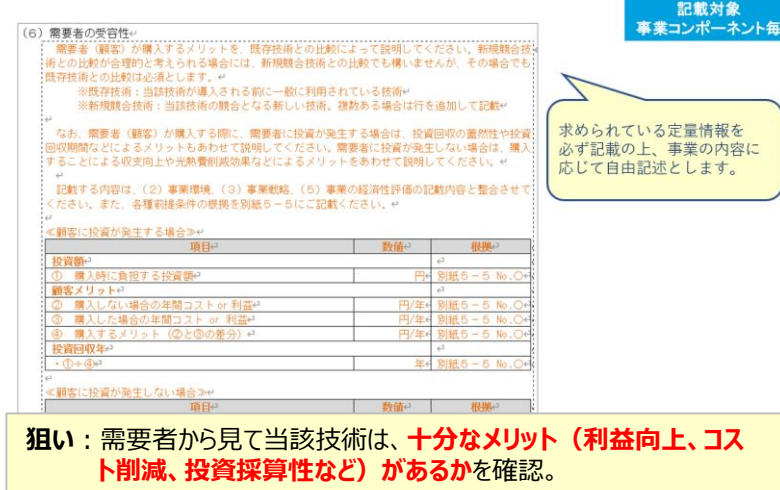 記載対象
事業コンポーネント毎
(6) 需要者の受容性↵
需要者（顧客）が購入するメリットを、既存技術との比較によって説明してください。新規競合技
術との比較が合理的と考えられる場合には、新規競合技術との比較でも構いませんが、その場合でも
既存技術との比較は必須とします。↵
※既存技術：当該技術が導入される前に一般に利用されている技術↵
※新規競合技術：当該技術の競合となる新しい技術。複数ある場合は行を追加して記載↵
↵
なお、需要者（顧客）が購入する際に、需要者に投資が発生する場合は、投資回収の蓋然性や投資
回収期間などによるメリットもあわせて説明してください。需要者に投資が発生しない場合は、購入
することによる収支向上や光熱費削減効果などによるメリットをあわせて説明してください。↵
↵
記載する内容は、（2）事業環境、（3）事業戦略、（5）事業の経済性評価の記載内容と整合させて
ください。また、各種前提条件の根拠を別紙5－5にご記載ください。↵
↵
≪顧客に投資が発生する場合≫↵
項目↵ 数値↵ 根拠↵
投資額↵ ↵
① 購入時に負担する投資額↵ 円↵ 別紙5－5 No.○↵
顧客メリット↵ ↵
② 購入しない場合の年間コスト or 利益↵ 円/年↵ 別紙5－5 No.○↵
③ 購入した場合の年間コスト or 利益↵ 円/年↵ 別紙5－5 No.○↵
④ 購入するメリット（②と③の差分）↵ 円/年↵ 別紙5－5 No.○↵
投資回収年↵ ↵
・①÷④↵ 年↵ 別紙5－5 No.○↵
↵
≪顧客に投資が発生しない場合≫↵
項目↵ 数値↵ 根拠↵
求められている定量情報を
必ず記載の上、事業の内容に
応じて自由記述とします。
狙い：需要者から見て当該技術は、十分なメリット（利益向上、コス
ト削減、投資採算性など）があるかを確認。